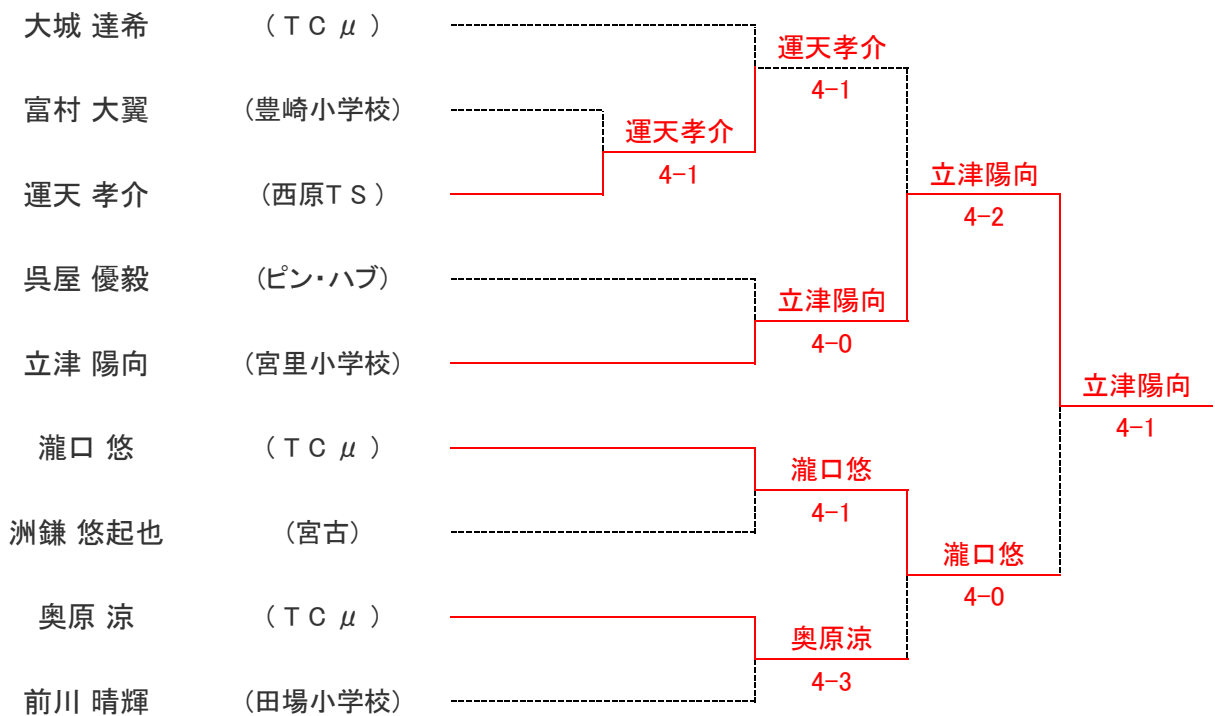 大城 達希 （ＴＣμ）
運天孝介
4-1
富村 大翼 （豊崎小学校）
運天孝介
4-1
運天 孝介 （西原ＴＳ）
立津陽向
4-2
呉屋 優毅 （ピン・ハブ）
立津陽向
4-0
立津 陽向 （宮里小学校）
立津陽向
4-1
瀧口 悠 （ＴＣμ）
瀧口悠
4-1
洲鎌 悠起也 （宮古）
瀧口悠
4-0
奥原 涼 （ＴＣμ）
奥原涼
4-3
前川 晴輝 （田場小学校）